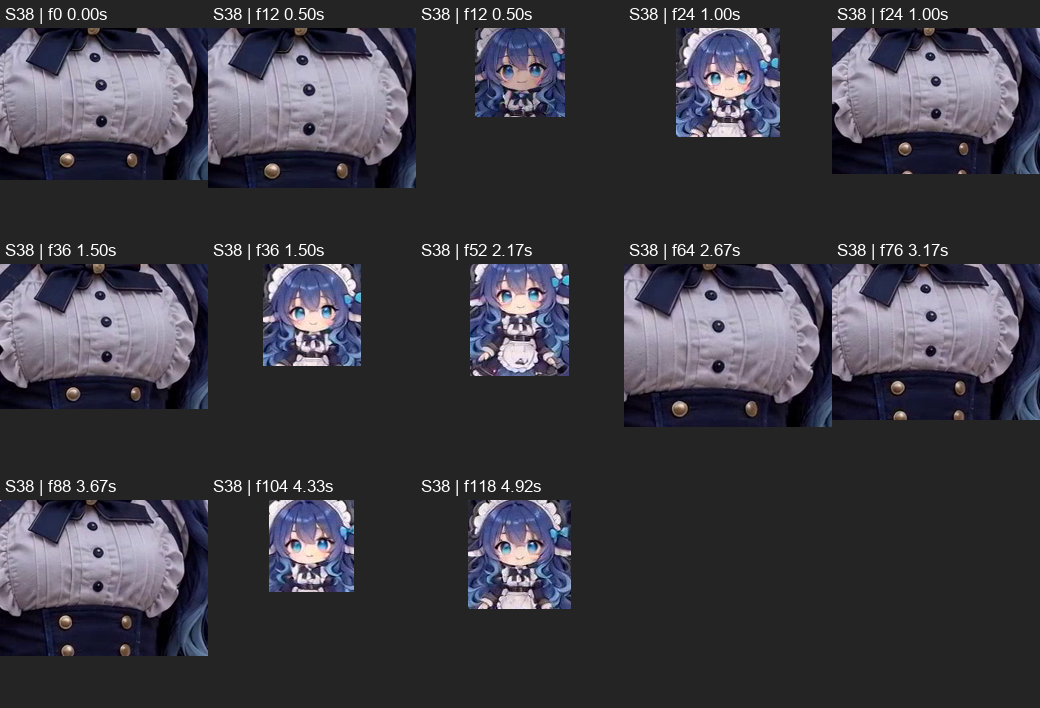 S38 | f0 0.00s
S38 | f12 0.50s
S38 | f12 0.50s
S38 | f24 1.00s
S38 | f24 1.00s
S38 | f36 1.50s
S38 | f36 1.50s
S38 | f52 2.17s
S38 | f64 2.67s
S38 | f76 3.17s
S38 | f88 3.67s
S38 | f104 4.33s
S38 | f118 4.92s